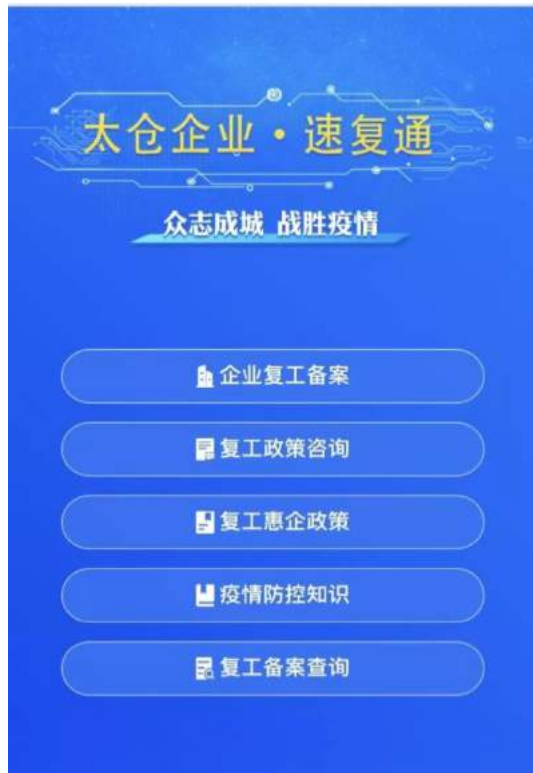 太仓企业·速复通
众志成城 战胜疫情
企业复工备案
复工政策咨询
复工惠企政策
疫情防控知识
复工备案查询